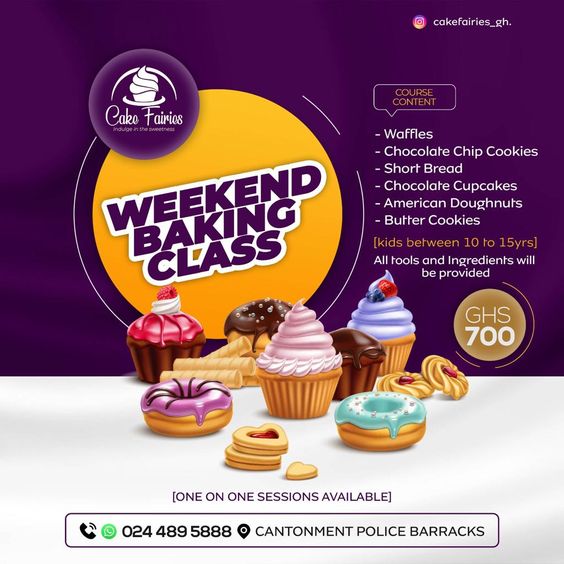 cakefairies_gh.
Cake Fairies
Indulge in the sweetness
COURSE
CONTENT
- Waffles
- Chocolate Chip Cookies
- Short Bread
- Chocolate Cupcakes
- American Doughnuts
- Butter Cookies
[kids between 10 to 15yrs]
All tools and Ingredients will
be provided
WEEKEND
BAKING
CLASS
GHS
700
[ONE ON ONE SESSIONS AVAILABLE]
024 489 5888 CANTONMENT POLICE BARRACKS